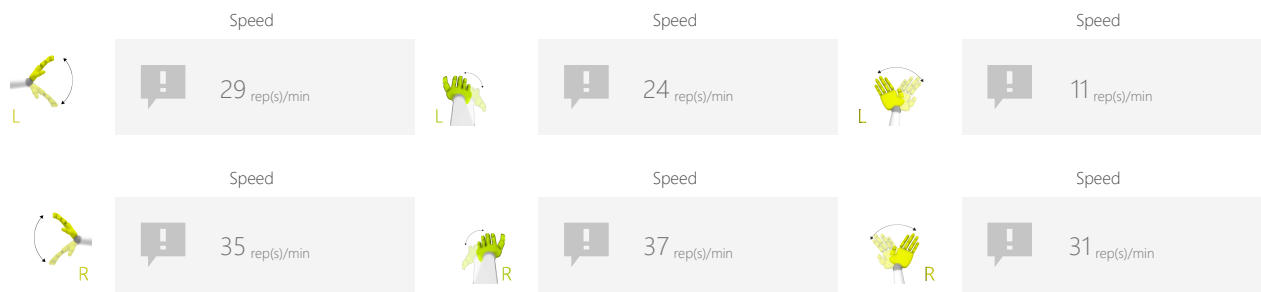 Speed Speed Speed
29 rep(s)/min 24 rep(s)/min 11 rep(s)/min
L L L
Speed Speed Speed
35 rep(s)/min 37 rep(s)/min 31 rep(s)/min
R R R